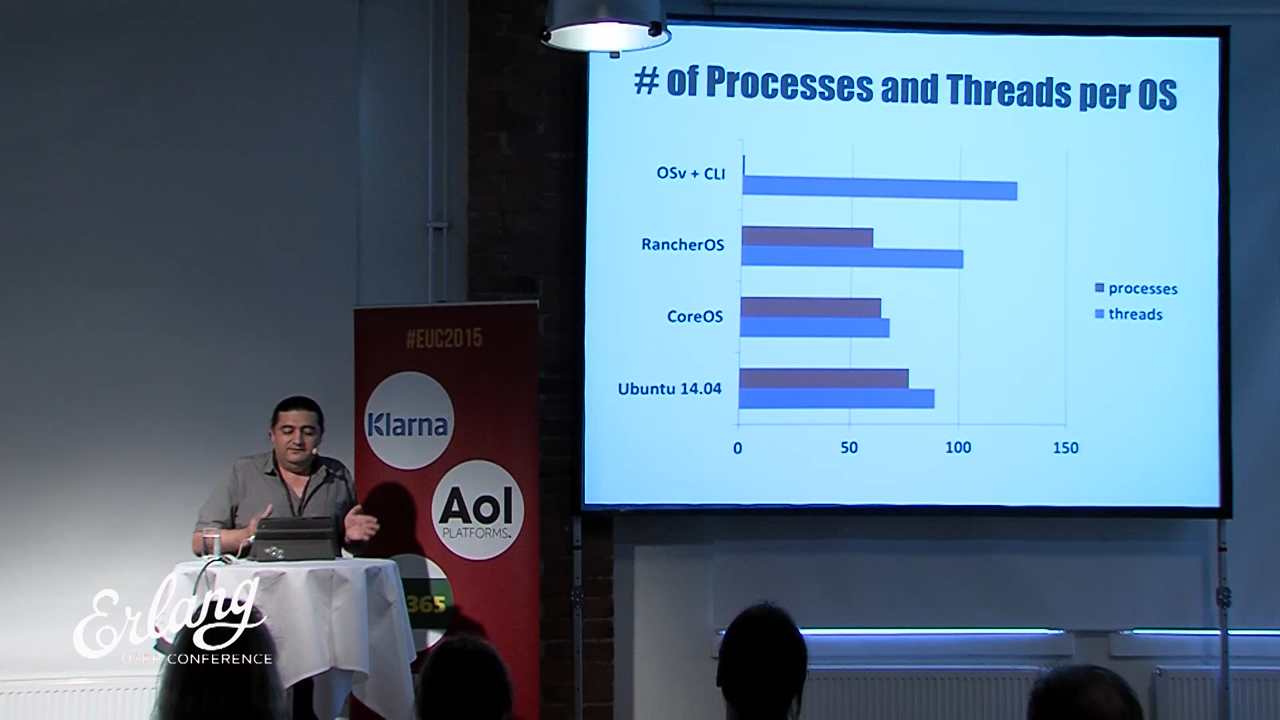 # of Processes and Threads per OS
OSv + CLI
RancherOS
CoreOS
Ubuntu 14.04
0 50 100 150
processes
threads
#EUC2015
Klarna
Aol
PLATFORMS.
365
Erlang
USER CONFERENCE